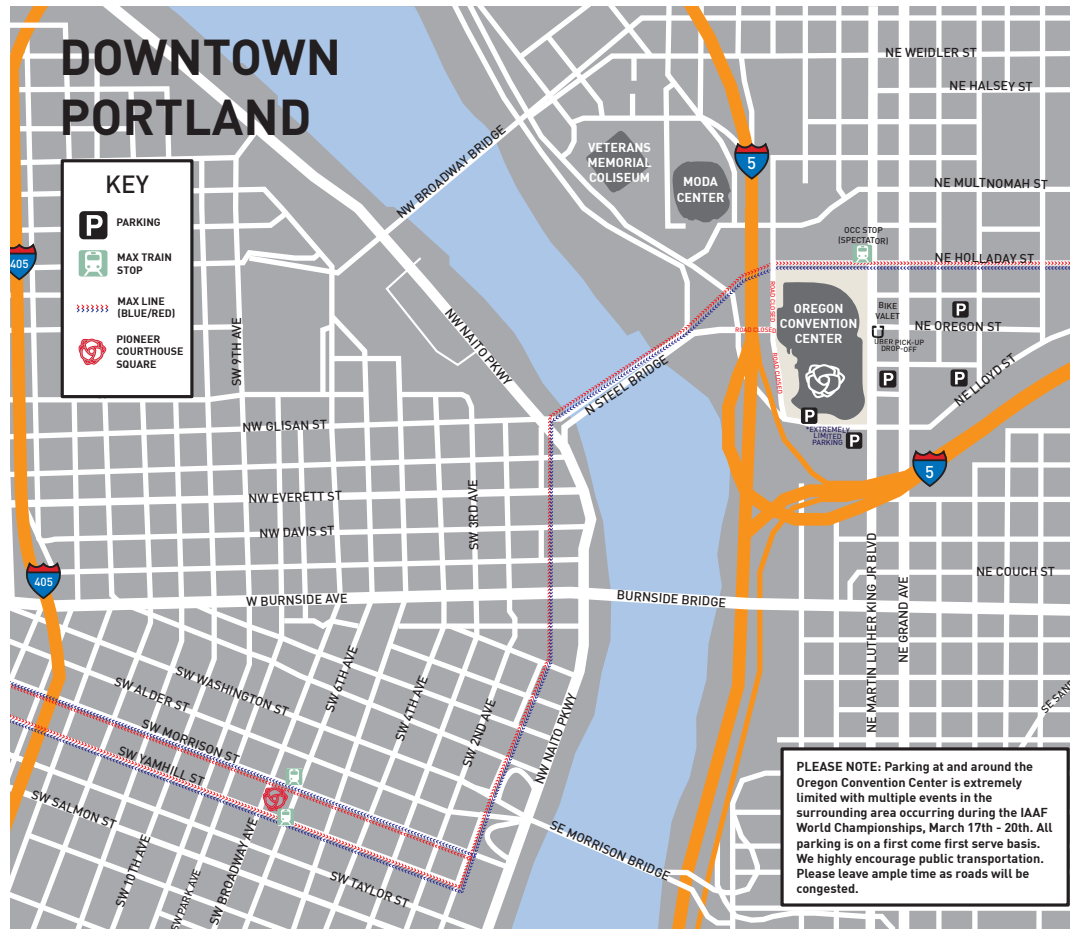 DOWNTOWN
PORTLAND
KEY
P
PARKING
MAX TRAIN
STOP
MAX LINE
(BLUE/RED)
PIONEER
COURTHOUSE
SQUARE
NE WEIDLER ST
NE HALSEY ST
NW BROADWAY BRIDGE
VETERANS
MEMORIAL
COLISEUM
MODA
CENTER
5
NE MULTNOMAH ST
OCC STOP
(SPECTATOR)
NE HOLLADAY ST
405
ROAD CLOSED
ROAD CLOSED
ROAD CLOSED
OREGON
CONVENTION
CENTER
BIKE
VALET
UBER PICK-UP
DROP-OFF
P
NE OREGON ST
NW NAITO PKWY
SW 9TH AVE
N STEEL BRIDGE
P
P
NE LLOYD ST
P
*EXTREMELY
LIMITED
PARKING
P
5
NW GLISAN ST
NW EVERETT ST
SW 3RD AVE
NW DAVIS ST
405
W BURNSIDE AVE
BURNSIDE BRIDGE
NE MARTIN LUTHER KING JR BLVD
NE GRAND AVE
NE COUCH ST
SW WASHINGTON ST
SW ALDER ST
SW 6TH AVE
SW 4TH AVE
SW 2ND AVE
NW NAITO PKWY
SW MORRISON ST
SW YAMHILL ST
SW SALMON ST
SW 10TH AVE
SW PARK AVE
SW BROADWAY AVE
SW TAYLOR ST
SE MORRISON BRIDGE
SE SAN
PLEASE NOTE: Parking at and around the
Oregon Convention Center is extremely
limited with multiple events in the
surrounding area occurring during the IAAF
World Championships, March 17th - 20th. All
parking is on a first come first serve basis.
We highly encourage public transportation.
Please leave ample time as roads will be
congested.